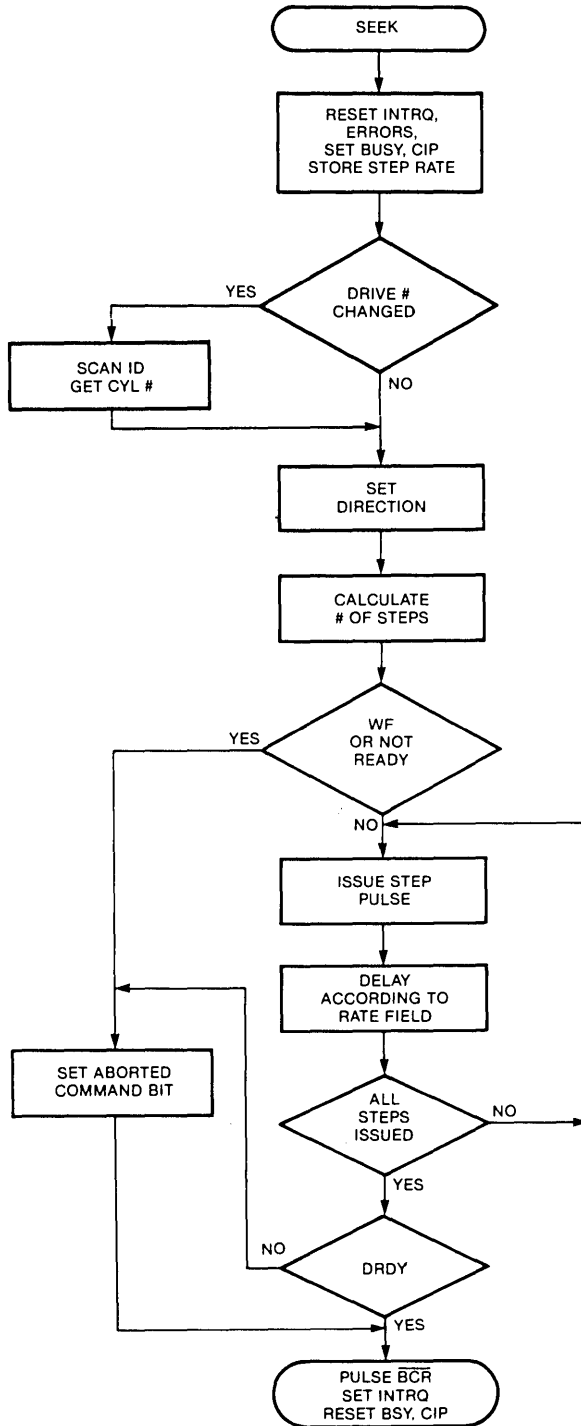 SEEK
RESET INTRQ,
ERRORS,
SET BUSY, CIP
STORE STEP RATE
YES
DRIVE #
CHANGED
SCAN ID
GET CYL #
NO
SET
DIRECTION
CALCULATE
# OF STEPS
YES
WF
OR NOT
READY
NO
ISSUE STEP
PULSE
DELAY
ACCORDING TO
RATE FIELD
SET ABORTED
COMMAND BIT
ALL
STEPS
ISSUED
NO
YES
NO
DRDY
YES
PULSE B̅C̅R̅
SET INTRQ
RESET BSY, CIP